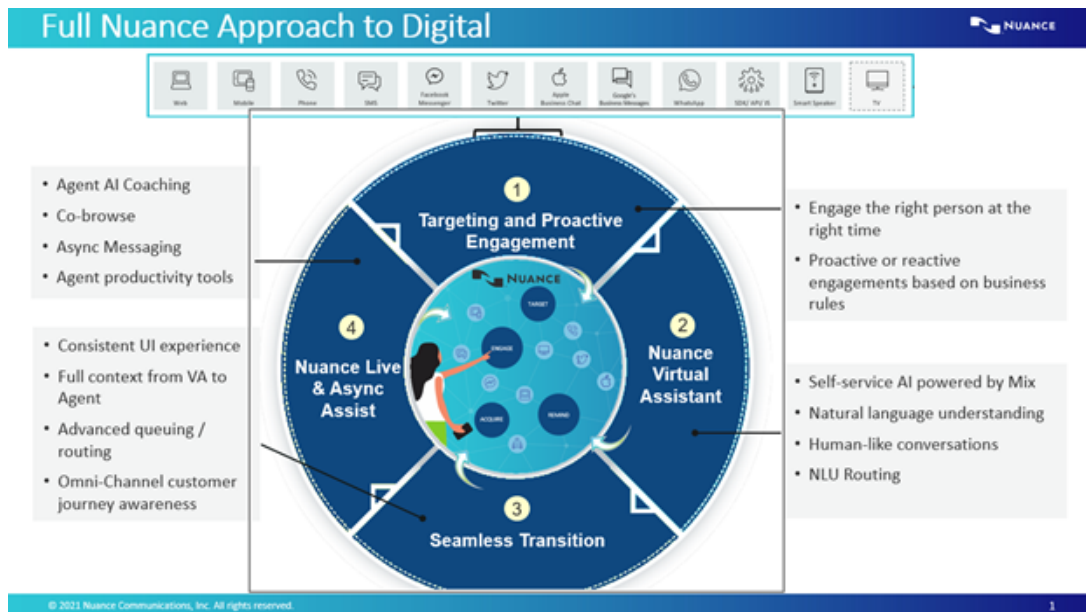 Full Nuance Approach to Digital
NUANCE
Web
Mobile
Phone
SMS
Facebook
Messenger
Twitter
Apple
Business Chat
Google's
Business Messages
WhatsApp
Smart Speaker
TV
• Agent AI Coaching
• Co-browse
• Async Messaging
• Agent productivity tools
• Consistent UI experience
• Full context from VA to
Agent
• Advanced queuing /
routing
• Omni-Channel customer
journey awareness
1
Targeting and Proactive
Engagement
2
Nuance
Virtual
Assistant
3
Seamless Transition
4
Nuance Live
& Async
Assist
NUANCE
TARGET
ENGAGE
ACQUIRE
REMIND
• Engage the right person at the
right time
• Proactive or reactive
engagements based on business
rules
• Self-service AI powered by Mix
• Natural language understanding
• Human-like conversations
• NLU Routing
© 2021 Nuance Communications, Inc. All rights reserved.
1